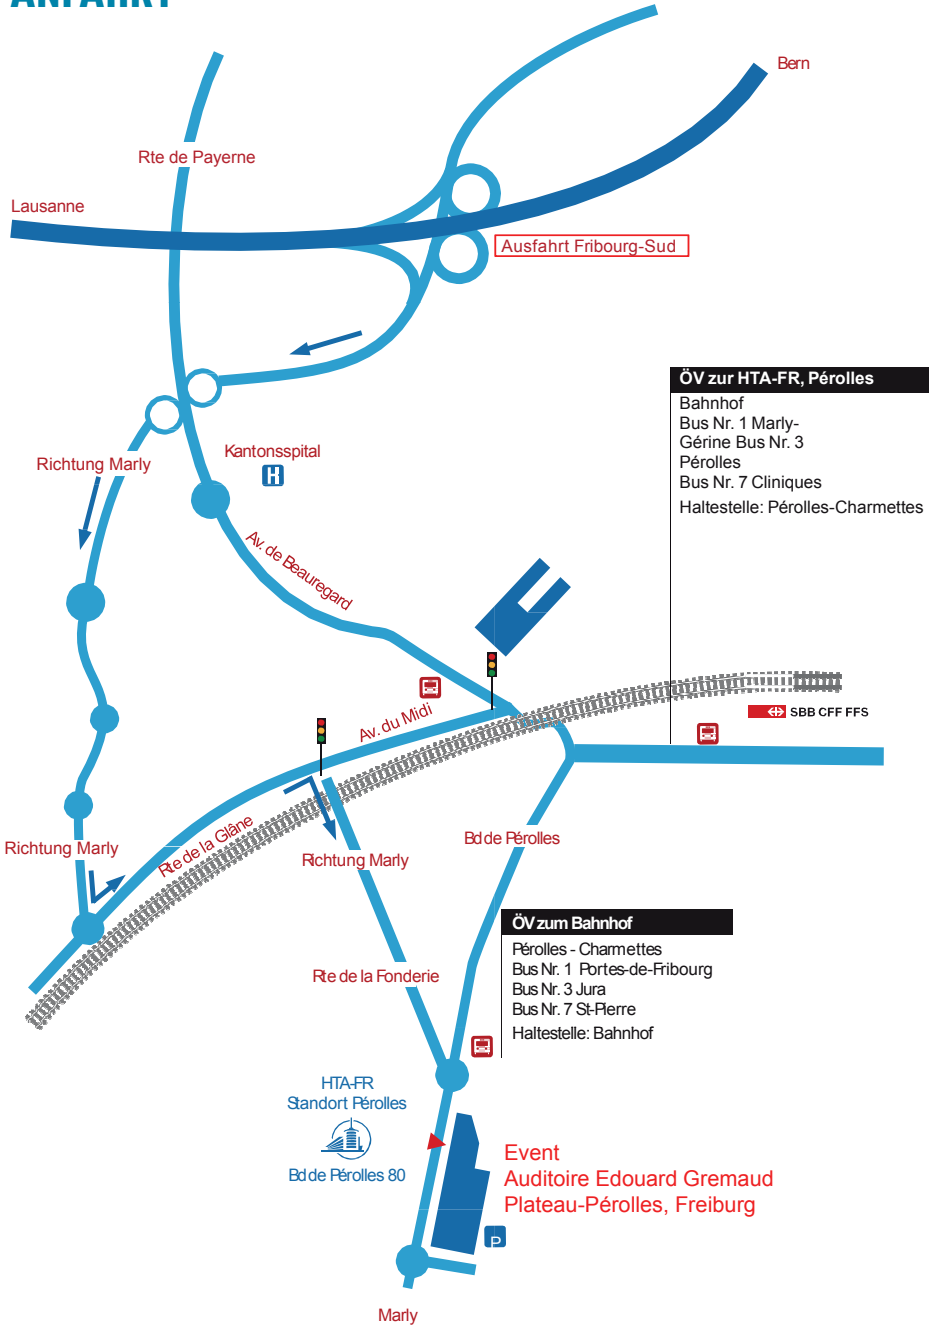 ANFAHRT
Bern
Rte de Payerne
Lausanne
Ausfahrt Fribourg-Sud
ÖV zur HTA-FR, Pérolles
Bahnhof
Bus Nr. 1 Marly-
Gérine Bus Nr. 3
Pérolles
Bus Nr. 7 Cliniques
Haltestelle: Pérolles-Charmettes
Kantonsspital
H
Richtung Marly
Av. de Beauregard
Av. du Midi
SBB CFF FFS
Rte de la Glâne
Richtung Marly
Richtung Marly
Bd de Pérolles
ÖV zum Bahnhof
Pérolles - Charmettes
Bus Nr. 1 Portes-de-Fribourg
Bus Nr. 3 Jura
Bus Nr. 7 St-Pierre
Haltestelle: Bahnhof
Rte de la Fonderie
HTA-FR
Standort Pérolles
Bd de Pérolles 80
Event
Auditoire Edouard Gremaud
Plateau-Pérolles, Freiburg
P
Marly